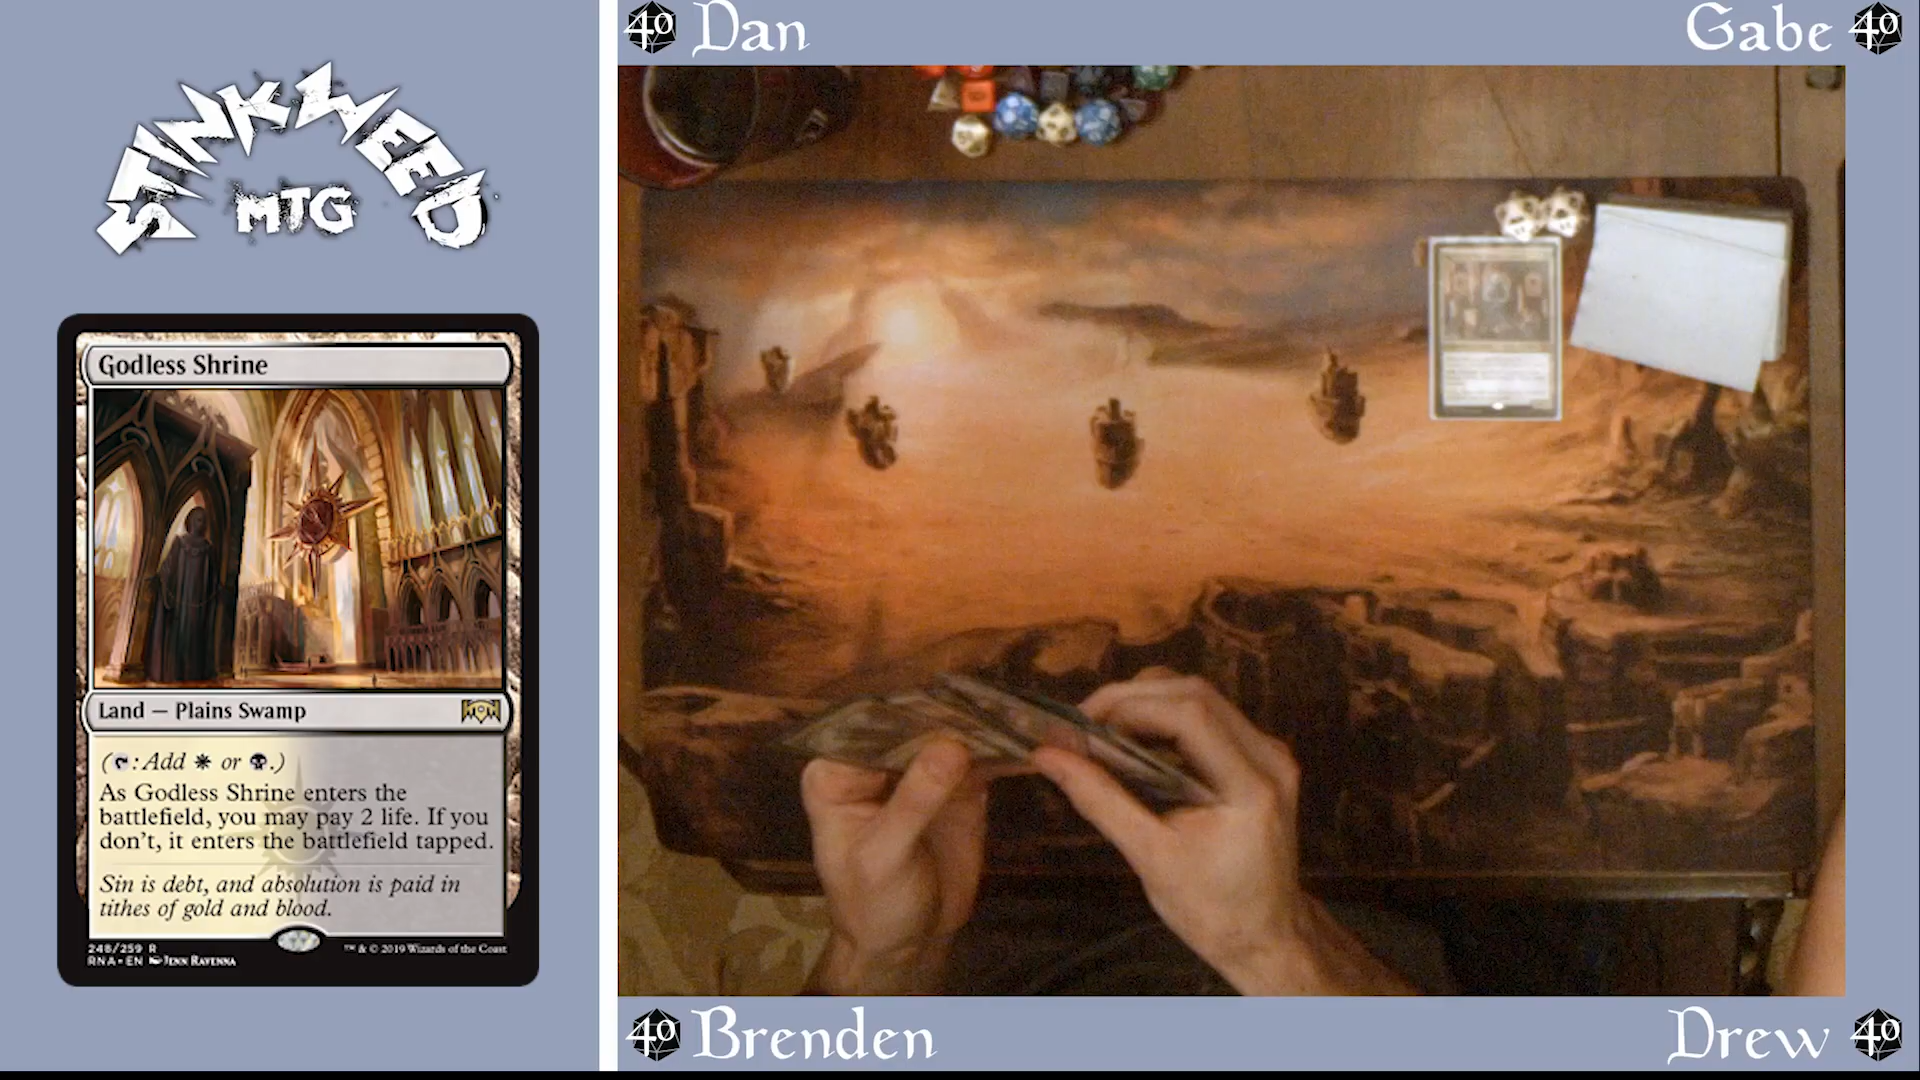 40 Dan
Gabe 40
STINKWEED
MTG
Godless Shrine
Land — Plains Swamp
( : Add or .)
As Godless Shrine enters the
battlefield, you may pay 2 life. If you
don't, it enters the battlefield tapped.
Sin is debt, and absolution is paid in
tithes of gold and blood.
248/259 R
RNA • EN Jenn Ravenna
™ & © 2019 Wizards of the Coast
40 Brenden
Drew 40